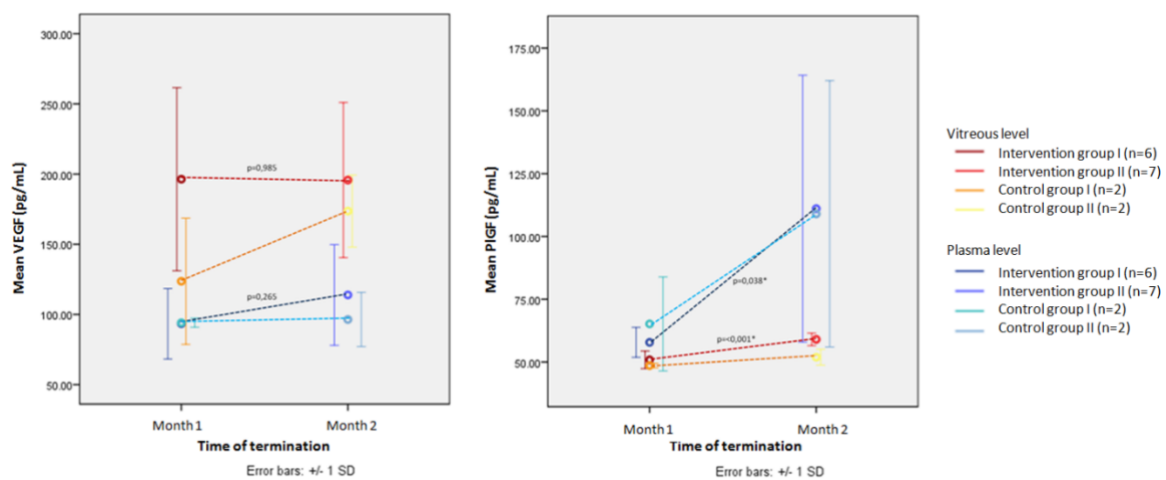 Mean VEGF (pg/mL)
300.00
250.00
200.00
150.00
100.00
50.00
p=0,985
p=0,265
Month 1
Month 2
Time of termination
Error bars: +/- 1 SD
Mean PlGF (pg/mL)
175.00
150.00
125.00
100.00
75.00
50.00
p=0,038*
p=<0,001*
Month 1
Month 2
Time of termination
Error bars: +/- 1 SD
Vitreous level
Intervention group I (n=6)
Intervention group II (n=7)
Control group I (n=2)
Control group II (n=2)
Plasma level
Intervention group I (n=6)
Intervention group II (n=7)
Control group I (n=2)
Control group II (n=2)